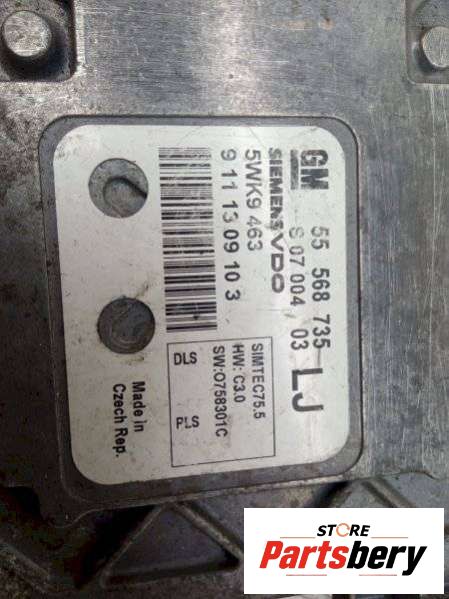 GM 55 568 735 LJ
S 07 004 03
SIEMENS VDO
5WK9 463
9 11 13 09 10 3
SIMTEC75.5
HW: C3.0
SW:O758301C
DLS PLS
Made in
Czech Rep.
STORE
Partsbery